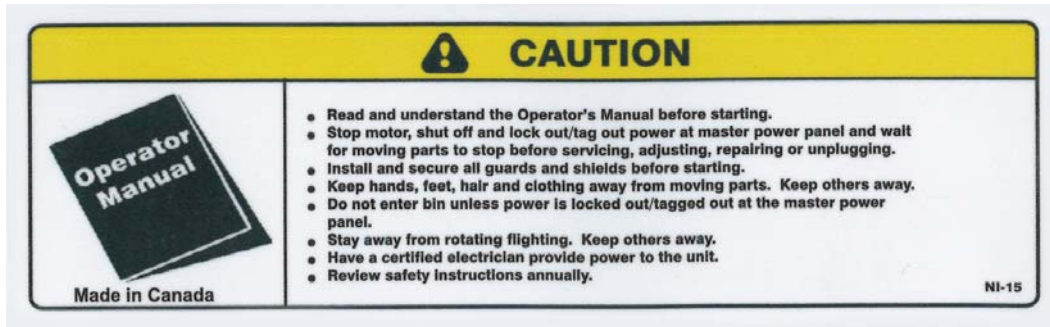 CAUTION
Operator
Manual
Made in Canada
• Read and understand the Operator's Manual before starting.
• Stop motor, shut off and lock out/tag out power at master power panel and wait
for moving parts to stop before servicing, adjusting, repairing or unplugging.
• Install and secure all guards and shields before starting.
• Keep hands, feet, hair and clothing away from moving parts. Keep others away.
• Do not enter bin unless power is locked out/tagged out at the master power
panel.
• Stay away from rotating flighting. Keep others away.
• Have a certified electrician provide power to the unit.
• Review safety instructions annually.
NI-15